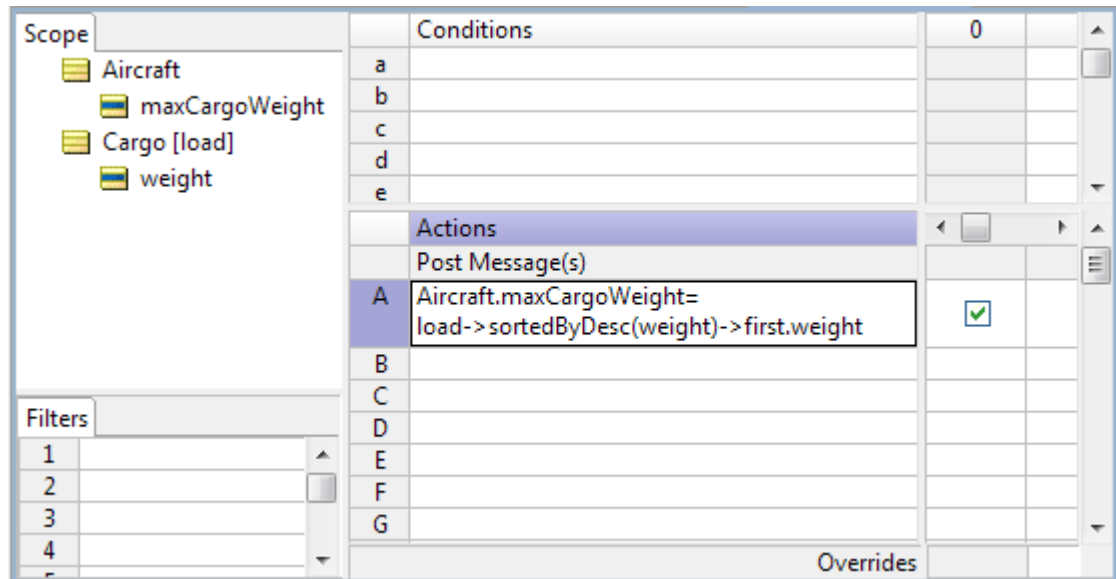 Scope
Aircraft
maxCargoWeight
Cargo [load]
weight
Filters
1
2
3
4
Conditions 0
a
b
c
d
e
Actions
Post Message(s)
A Aircraft.maxCargoWeight=
load->sortedByDesc(weight)->first.weight
B
C
D
E
F
G
Overrides